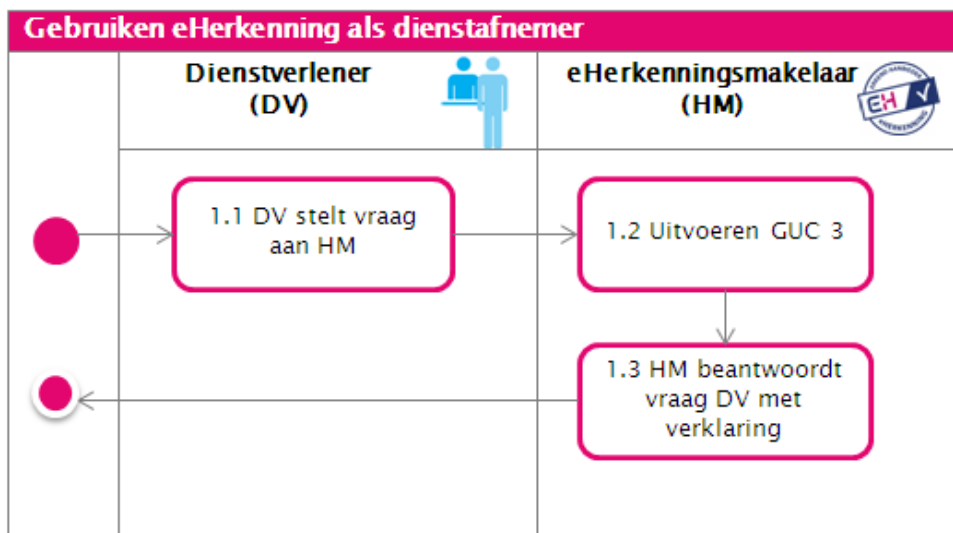 Gebruiken eHerkenning als dienstafnemer
Dienstverlener
(DV)
eHerkenningsmakelaar
(HM)
EH
1.1 DV stelt vraag
aan HM
1.2 Uitvoeren GUC 3
1.3 HM beantwoordt
vraag DV met
verklaring